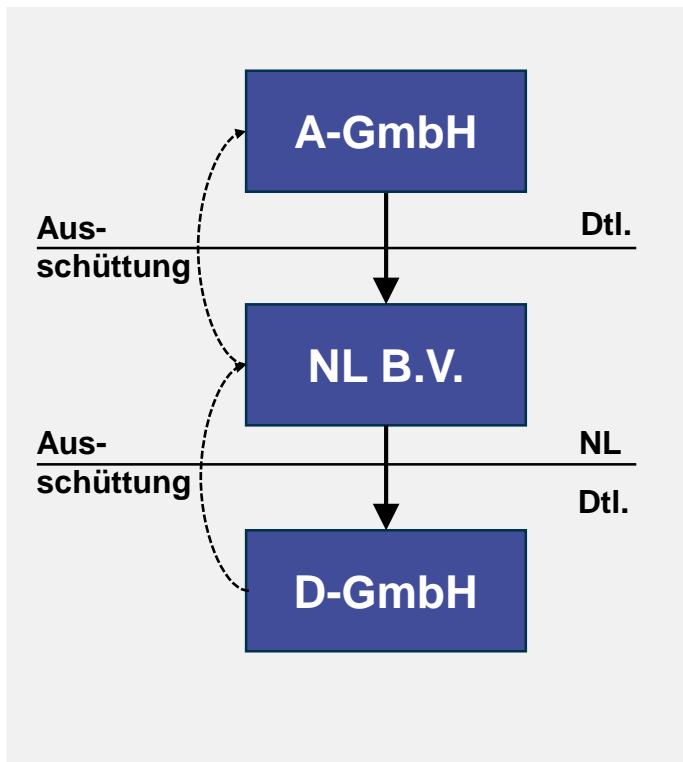 A-GmbH
Aus-
schüttung
Dtl.
NL B.V.
Aus-
schüttung
NL
Dtl.
D-GmbH